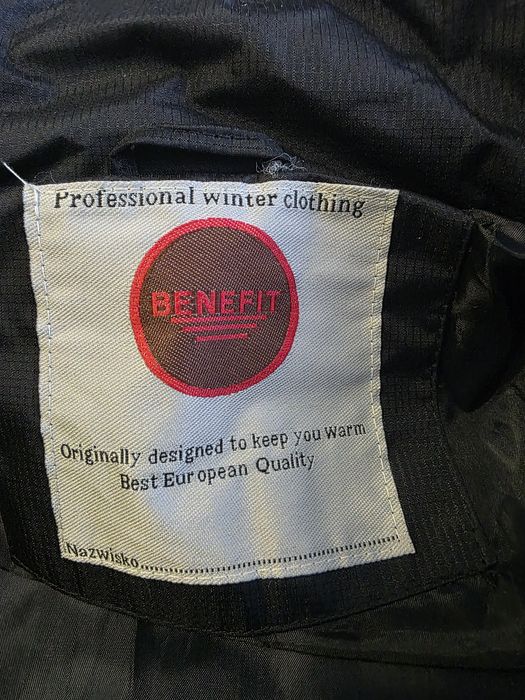 Professional winter clothing
BENEFIT
Originally designed to keep you warm
Best European Quality
Nazwisko..........................................................